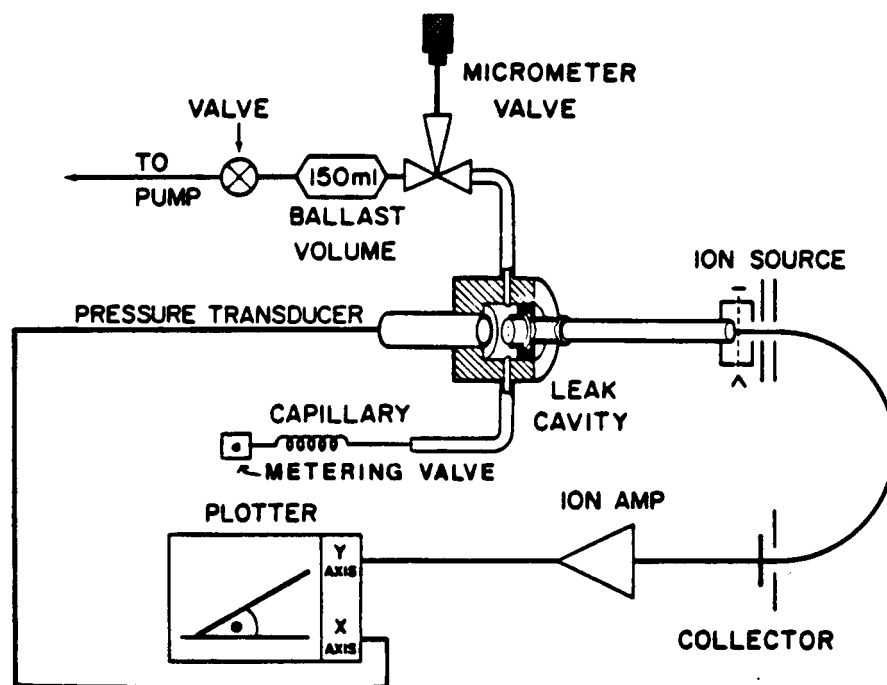 MICROMETER
VALVE
VALVE
TO
PUMP
150ml
BALLAST
VOLUME
ION SOURCE
PRESSURE TRANSDUCER
LEAK
CAVITY
CAPILLARY
METERING VALVE
PLOTTER
ION AMP
Y
AXIS
X
AXIS
COLLECTOR